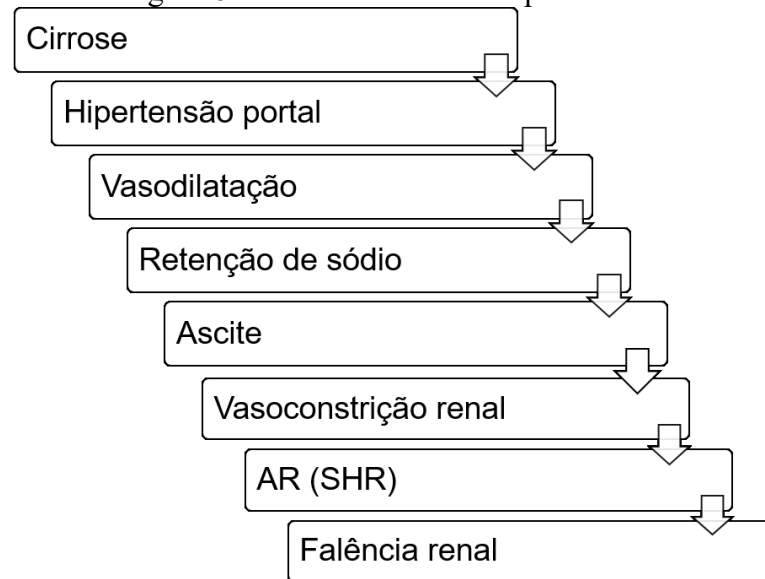 Cirrose
Hipertensão portal
Vasodilatação
Retenção de sódio
Ascite
Vasoconstrição renal
AR (SHR)
Falência renal